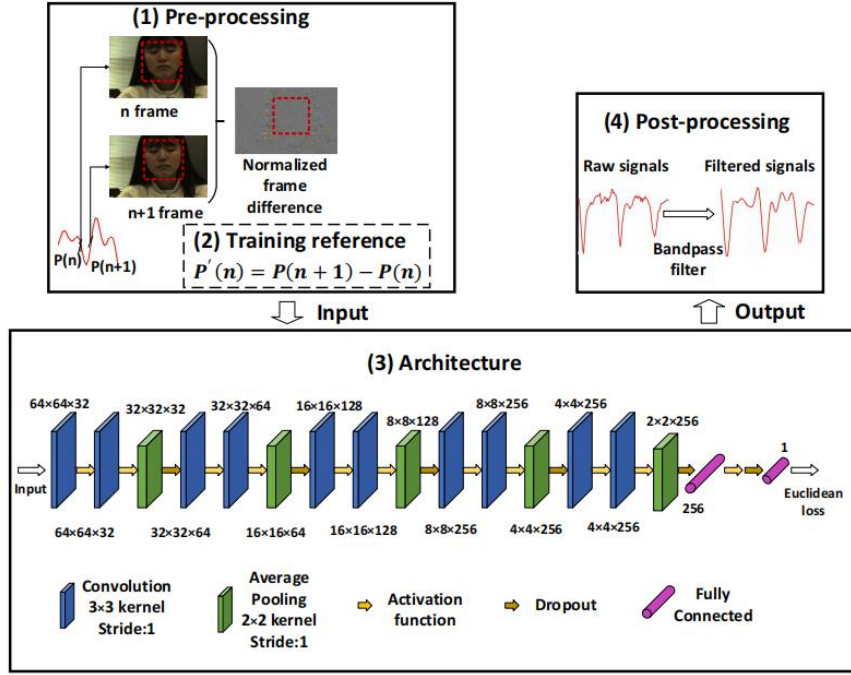 (1) Pre-processing
n frame
n+1 frame
Normalized
frame
difference
P(n)
P(n+1)
(2) Training reference
P′(n) = P(n + 1) − P(n)
Input
(4) Post-processing
Raw signals
Filtered signals
Bandpass
filter
Output
(3) Architecture
64×64×32
32×32×32
32×32×64
16×16×128
8×8×128
8×8×256
4×4×256
2×2×256
1
Input
256
Euclidean
loss
64×64×32
32×32×64
16×16×64
16×16×128
8×8×256
4×4×256
4×4×256
Convolution
3×3 kernel
Stride:1
Average
Pooling
2×2 kernel
Stride:1
Activation
function
Dropout
Fully
Connected